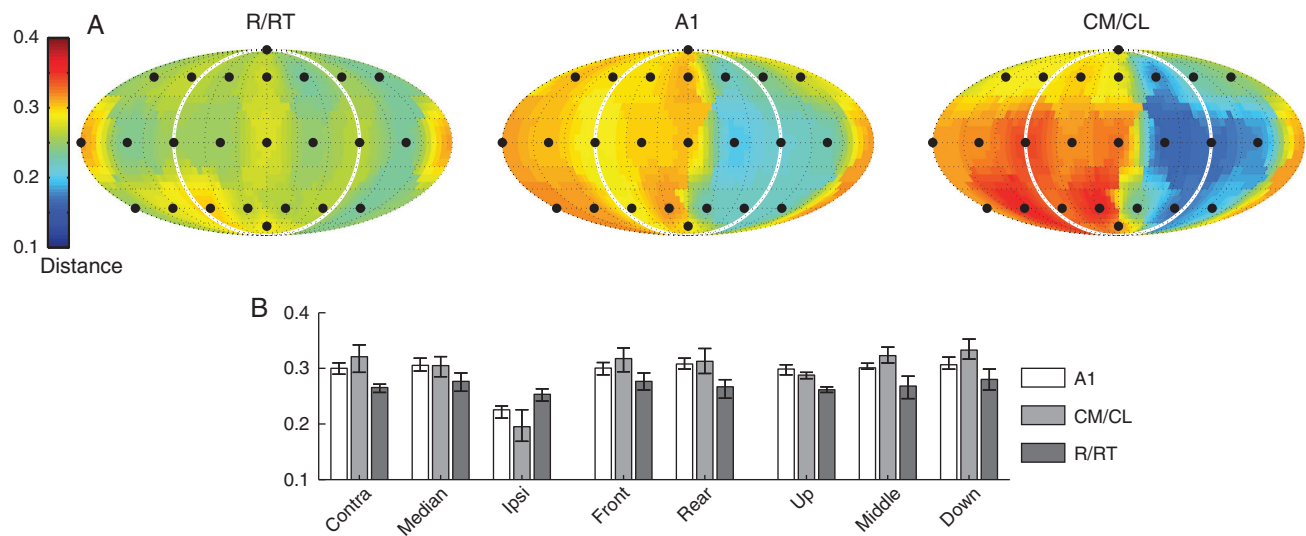 A
R/RT
A1
CM/CL
0.4
0.3
0.2
0.1
Distance
B
0.4
0.3
0.2
0.1
Contra
Median
Ipsi
Front
Rear
Up
Middle
Down
A1
CM/CL
R/RT